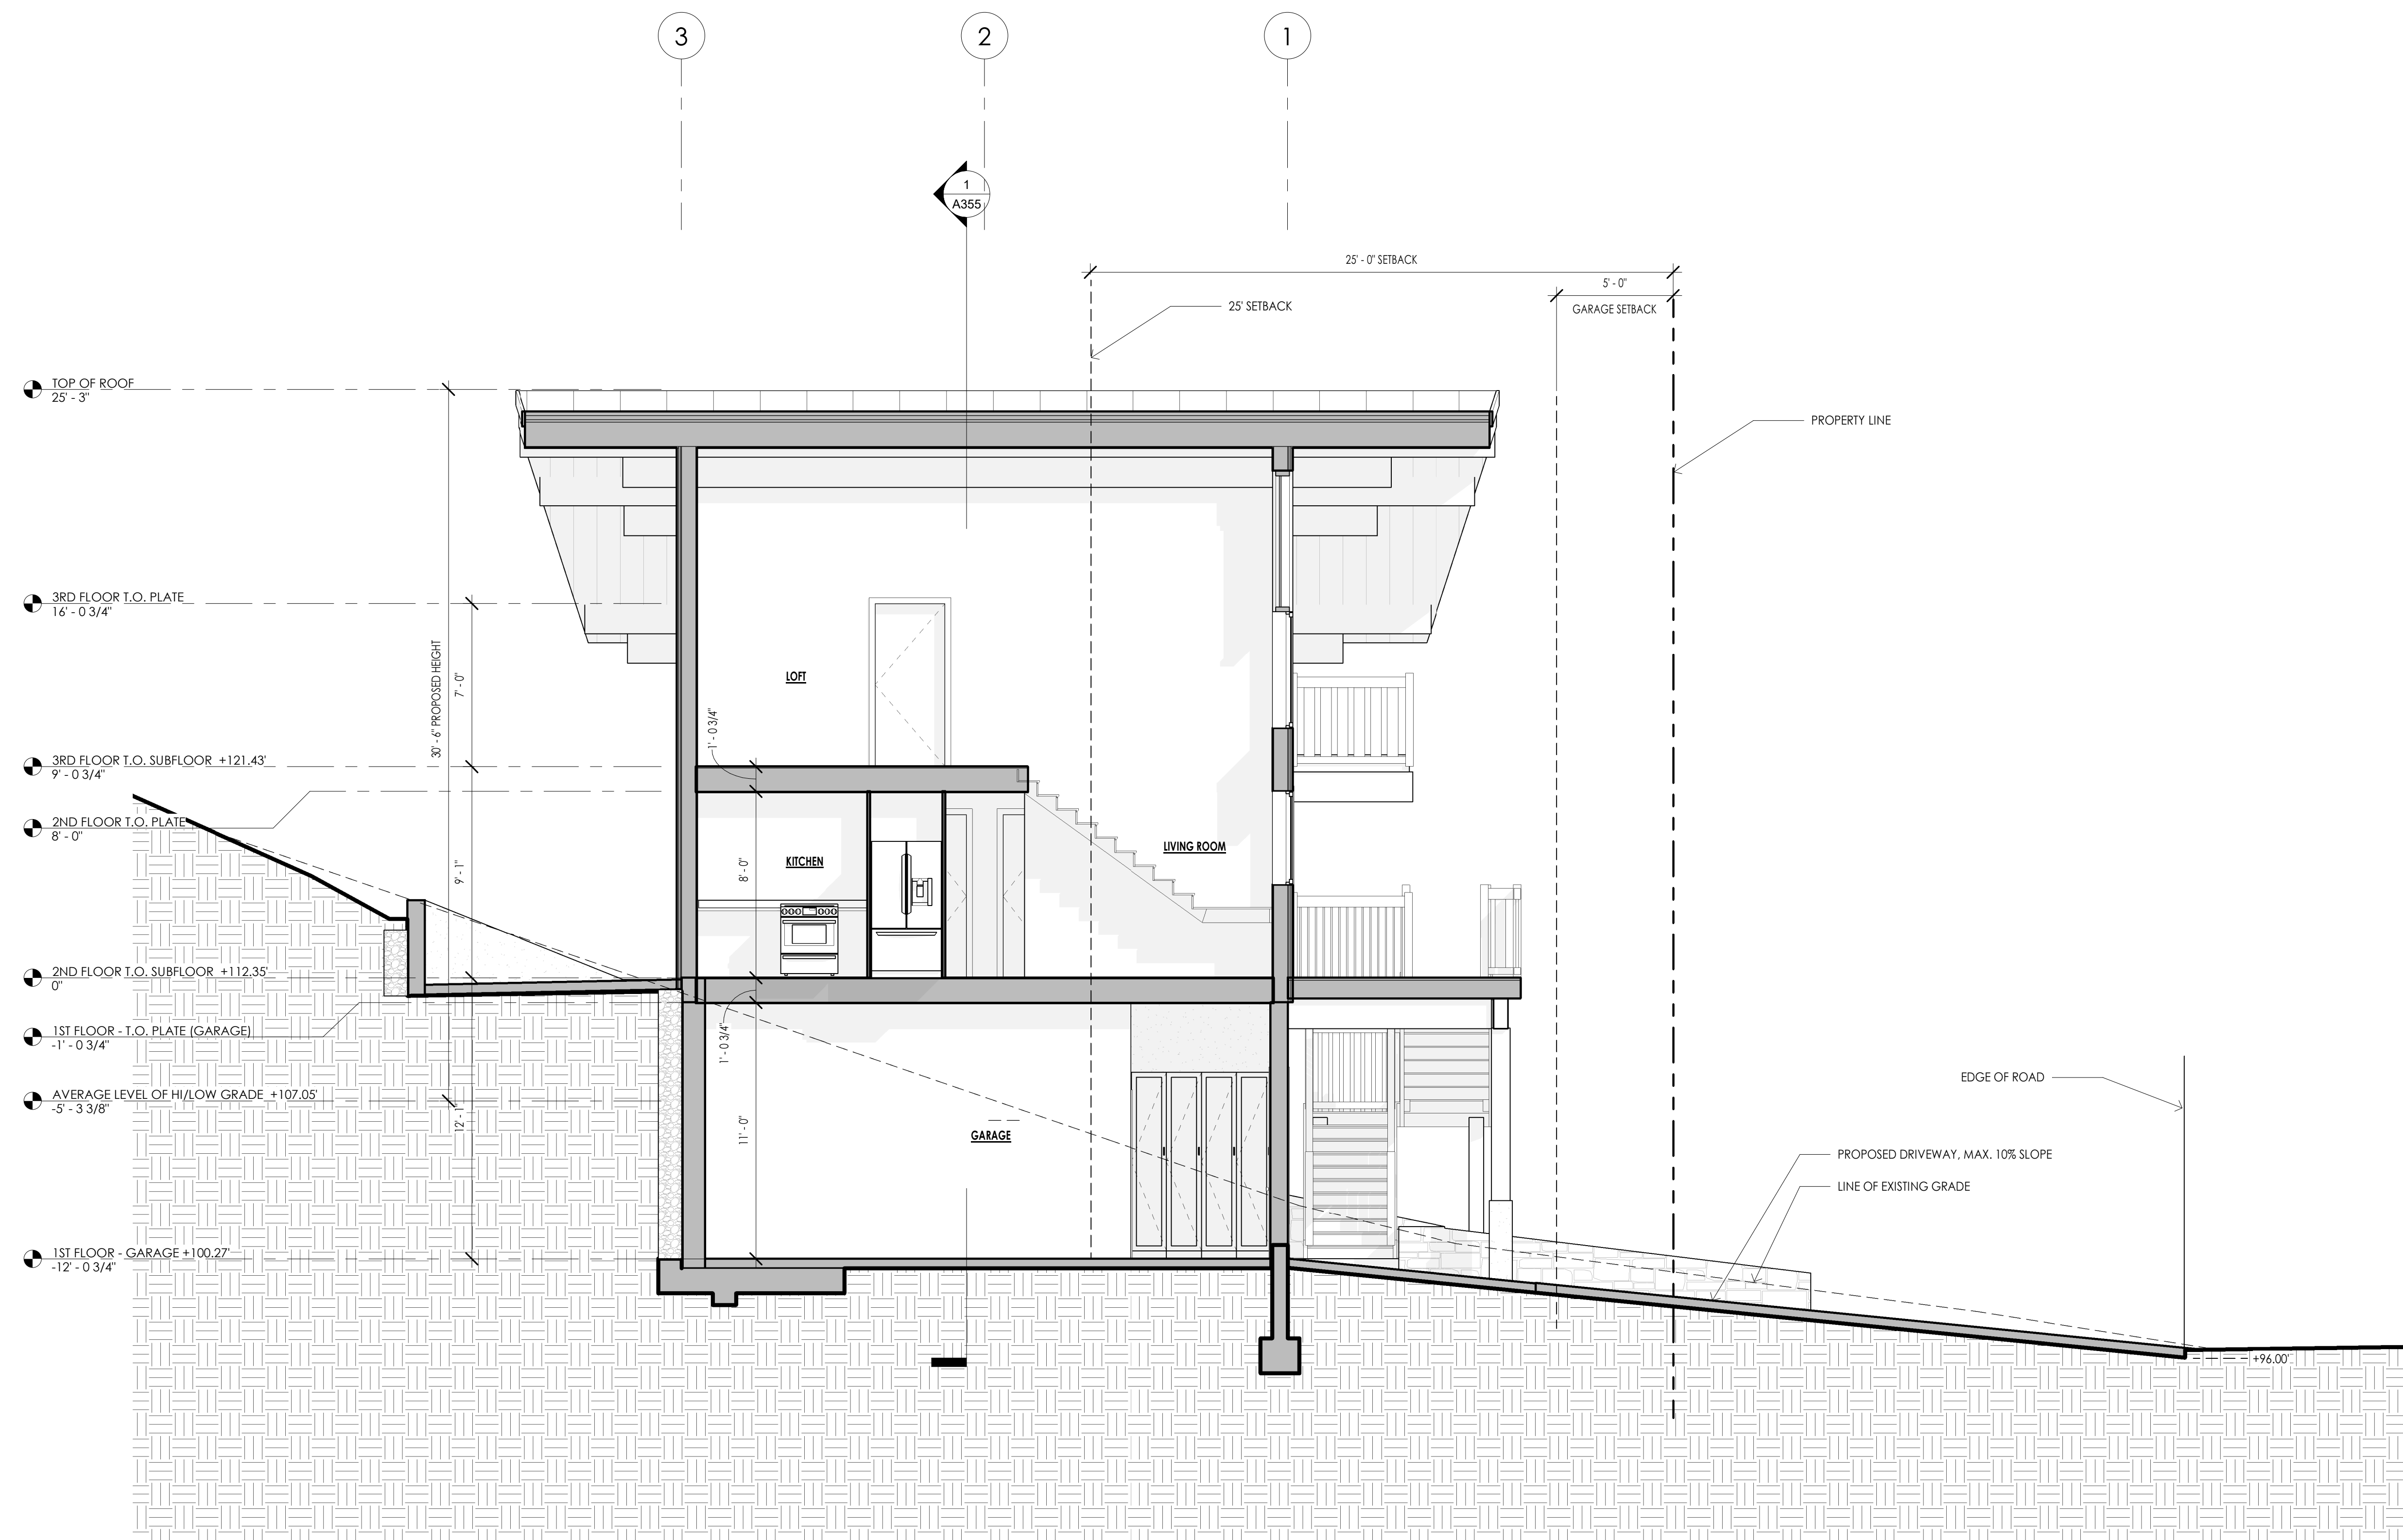 3
2
1
1
A355
25' - 0" SETBACK
5' - 0"
GARAGE SETBACK
25' SETBACK
TOP OF ROOF
25' - 3"
PROPERTY LINE
3RD FLOOR T.O. PLATE
16' - 0 3/4"
30' - 6" PROPOSED HEIGHT
7' - 0"
LOFT
1' - 0 3/4"
3RD FLOOR T.O. SUBFLOOR +121.43'
9' - 0 3/4"
2ND FLOOR T.O. PLATE
8' - 0"
9' - 1"
8' - 0"
KITCHEN
LIVING ROOM
2ND FLOOR T.O. SUBFLOOR +112.35'
0"
1ST FLOOR - T.O. PLATE (GARAGE)
-1' - 0 3/4"
1' - 0 3/4"
EDGE OF ROAD
AVERAGE LEVEL OF HI/LOW GRADE +107.05'
-5' - 3 3/8"
12' - 1"
11' - 0"
GARAGE
PROPOSED DRIVEWAY, MAX. 10% SLOPE
LINE OF EXISTING GRADE
1ST FLOOR - GARAGE +100.27'
-12' - 0 3/4"
+96.00'